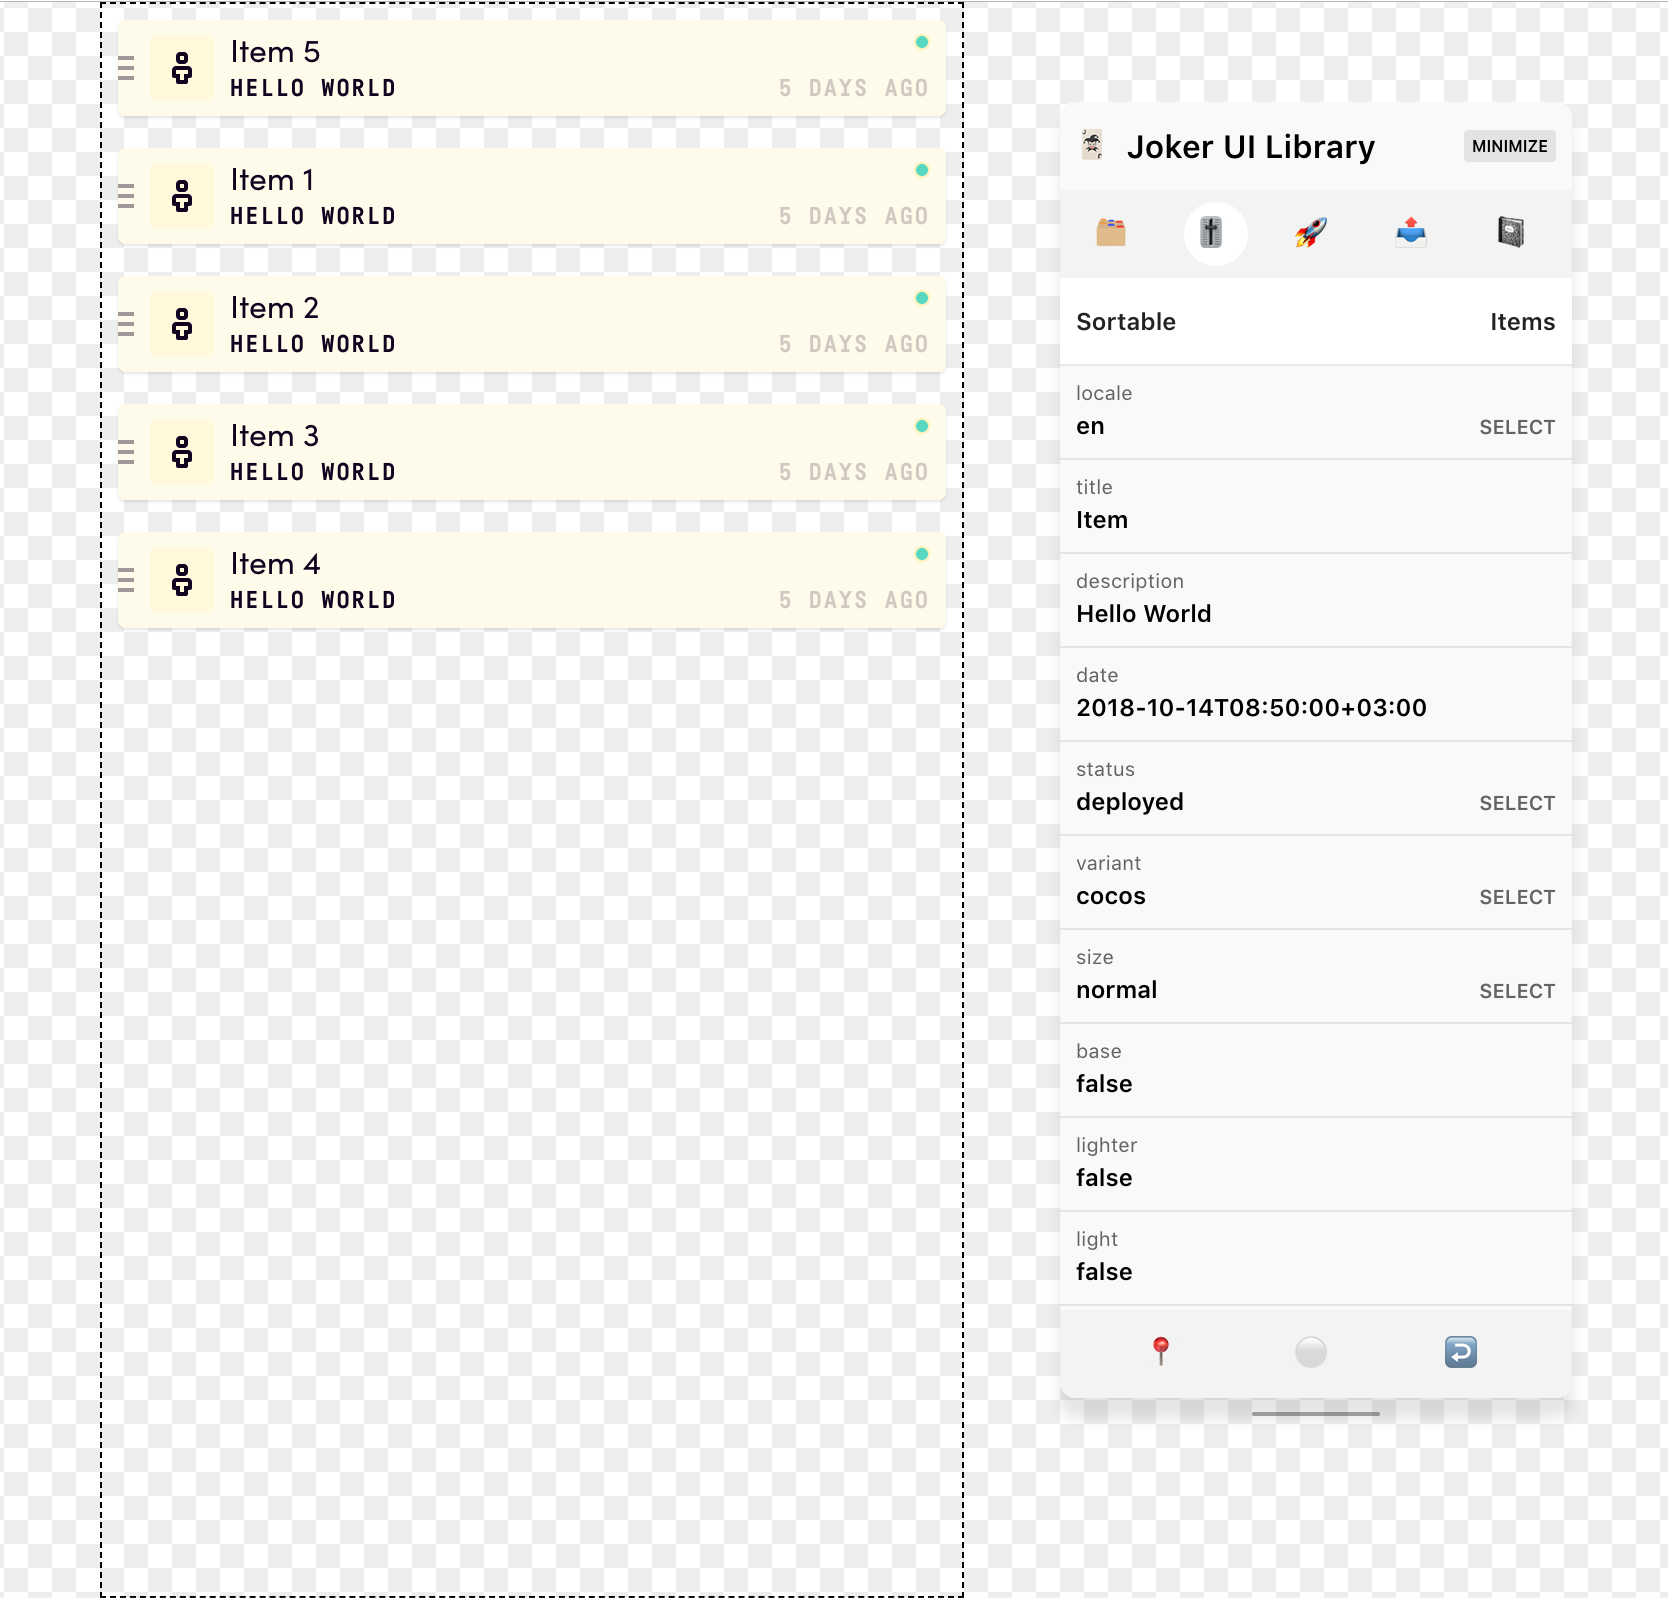 Item 5
HELLO WORLD
5 DAYS AGO
Item 1
HELLO WORLD
5 DAYS AGO
Item 2
HELLO WORLD
5 DAYS AGO
Item 3
HELLO WORLD
5 DAYS AGO
Item 4
HELLO WORLD
5 DAYS AGO
Joker UI Library
MINIMIZE
Sortable
Items
locale
en
SELECT
title
Item
description
Hello World
date
2018-10-14T08:50:00+03:00
status
deployed
SELECT
variant
cocos
SELECT
size
normal
SELECT
base
false
lighter
false
light
false